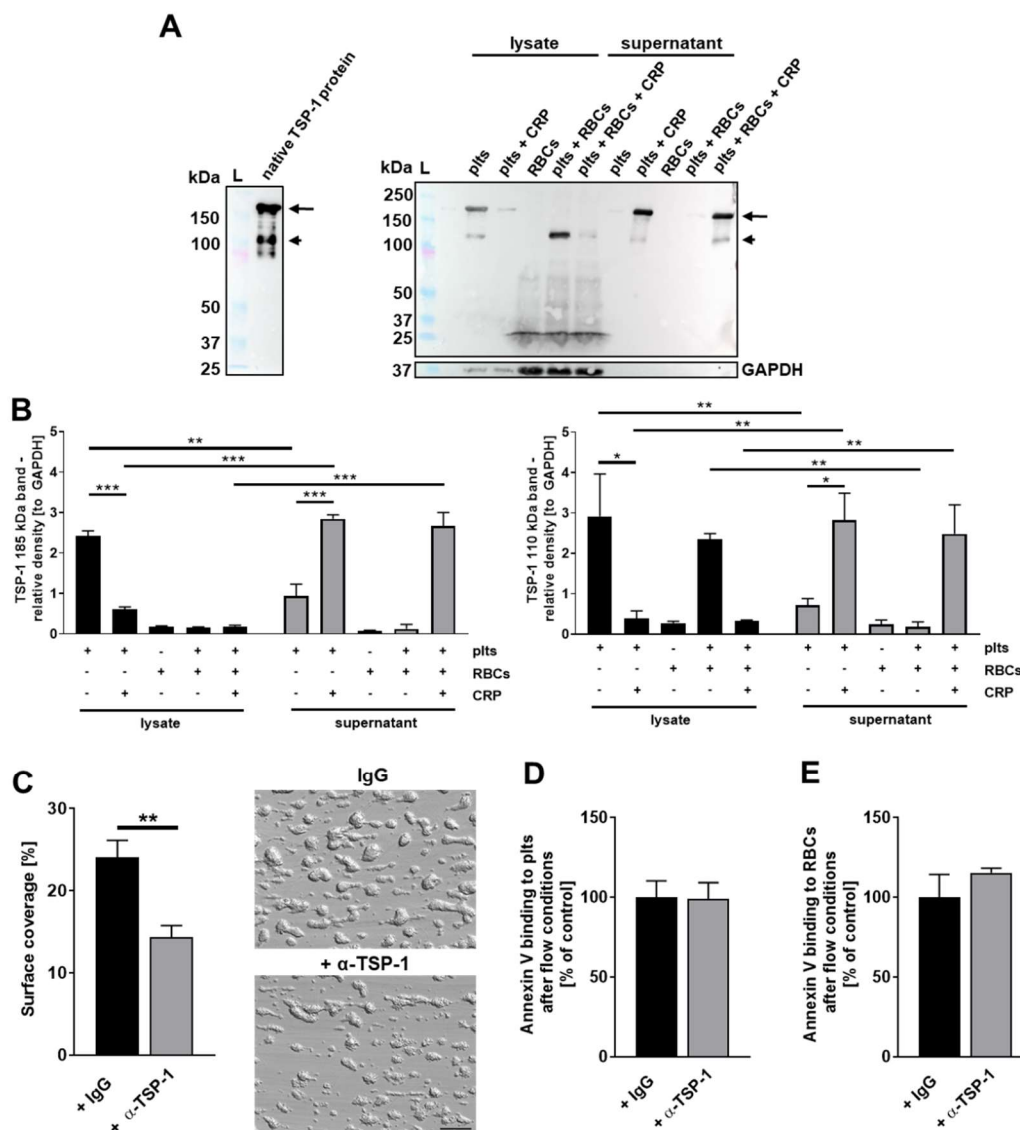 A
lysate
supernatant
kDa
L
native TSP-1 protein
150
100
50
37
25
kDa
L
plts
plts + CRP
RBCs
plts + RBCs
plts + RBCs + CRP
plts
plts + CRP
RBCs
plts + RBCs
plts + RBCs + CRP
250
150
100
50
37
25
37
GAPDH
B
TSP-1 185 kDa band -
relative density [to GAPDH]
5
4
3
2
1
0
**
***
***
***
***
+ + - + + + + - + + plts
- - + + + - - + + + RBCs
- + - - + - + - - + CRP
lysate
supernatant
TSP-1 110 kDa band -
relative density [to GAPDH]
5
4
3
2
1
0
**
**
**
*
**
*
+ + - + + + + - + + plts
- - + + + - - + + + RBCs
- + - - + - + - - + CRP
lysate
supernatant
C
Surface coverage [%]
30
20
10
0
**
+ IgG
+ α-TSP-1
IgG
+ α-TSP-1
D
Annexin V binding to plts
after flow conditions
[% of control]
150
100
50
0
+ IgG
+ α-TSP-1
E
Annexin V binding to RBCs
after flow conditions
[% of control]
150
100
50
0
+ IgG
+ α-TSP-1